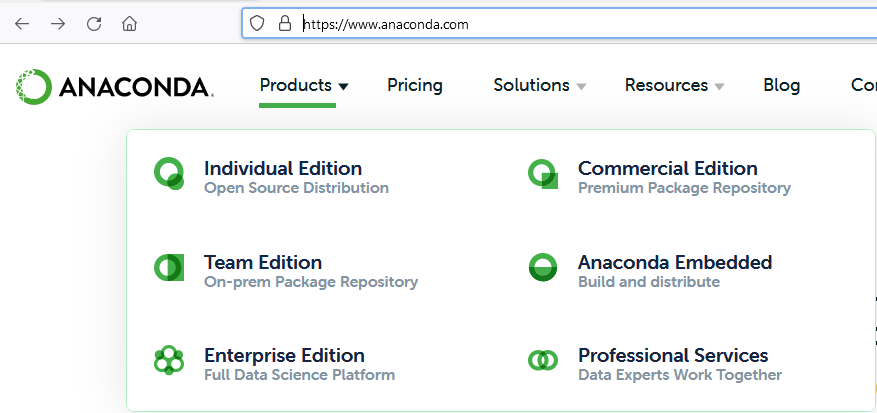 https://www.anaconda.com
ANACONDA.
Products Pricing Solutions Resources Blog
Individual Edition
Open Source Distribution
Commercial Edition
Premium Package Repository
Team Edition
On-prem Package Repository
Anaconda Embedded
Build and distribute
Enterprise Edition
Full Data Science Platform
Professional Services
Data Experts Work Together